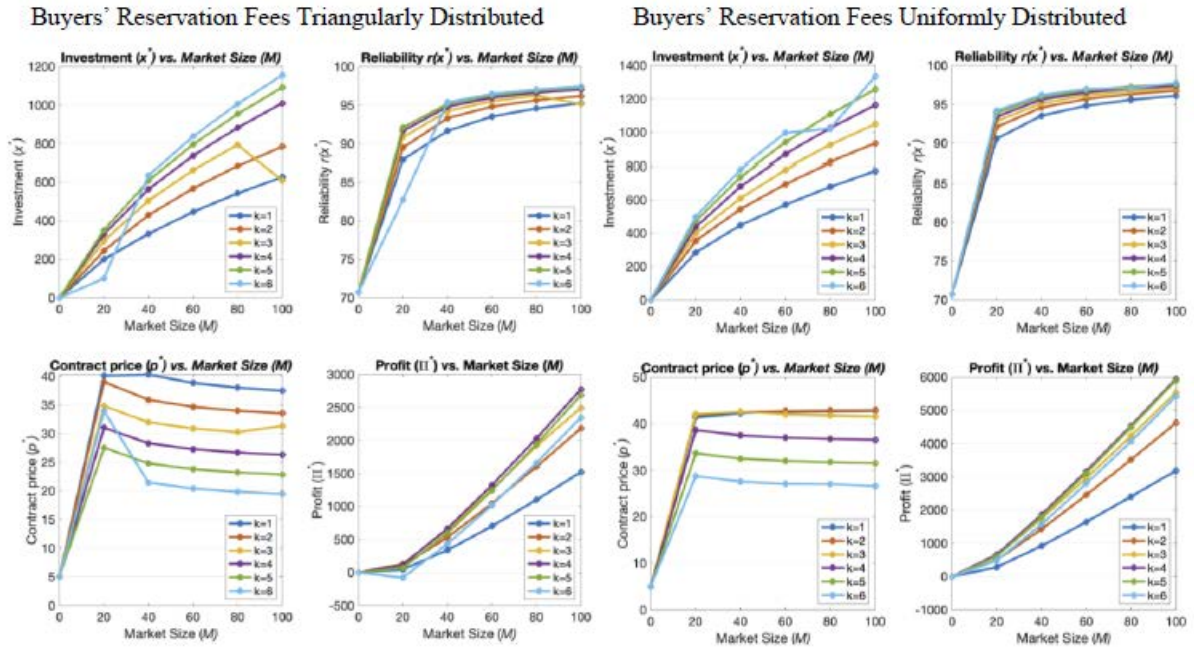 Buyers’ Reservation Fees Triangularly Distributed
Investment (x*) vs. Market Size (M)
1200
1000
800
600
400
200
0
Investment (x*)
0 20 40 60 80 100
Market Size (M)
k=1
k=2
k=3
k=4
k=5
k=6
Reliability r(x*) vs. Market Size (M)
100
95
90
85
80
75
70
Reliability r(x*)
0 20 40 60 80 100
Market Size (M)
k=1
k=2
k=3
k=4
k=5
k=6
Contract price (p*) vs. Market Size (M)
40
35
30
25
20
15
10
5
0
Contract price (p*)
0 20 40 60 80 100
Market Size (M)
k=1
k=2
k=3
k=4
k=5
k=6
Profit (Π*) vs. Market Size (M)
3000
2500
2000
1500
1000
500
0
-500
Profit (Π*)
0 20 40 60 80 100
Market Size (M)
k=1
k=2
k=3
k=4
k=5
k=6
Buyers’ Reservation Fees Uniformly Distributed
Investment (x*) vs. Market Size (M)
1400
1200
1000
800
600
400
200
0
Investment (x*)
0 20 40 60 80 100
Market Size (M)
k=1
k=2
k=3
k=4
k=5
k=6
Reliability r(x*) vs. Market Size (M)
100
95
90
85
80
75
70
Reliability r(x*)
0 20 40 60 80 100
Market Size (M)
k=1
k=2
k=3
k=4
k=5
k=6
Contract price (p*) vs. Market Size (M)
50
40
30
20
10
0
Contract price (p*)
0 20 40 60 80 100
Market Size (M)
k=1
k=2
k=3
k=4
k=5
k=6
Profit (Π*) vs. Market Size (M)
6000
5000
4000
3000
2000
1000
0
-1000
Profit (Π*)
0 20 40 60 80 100
Market Size (M)
k=1
k=2
k=3
k=4
k=5
k=6